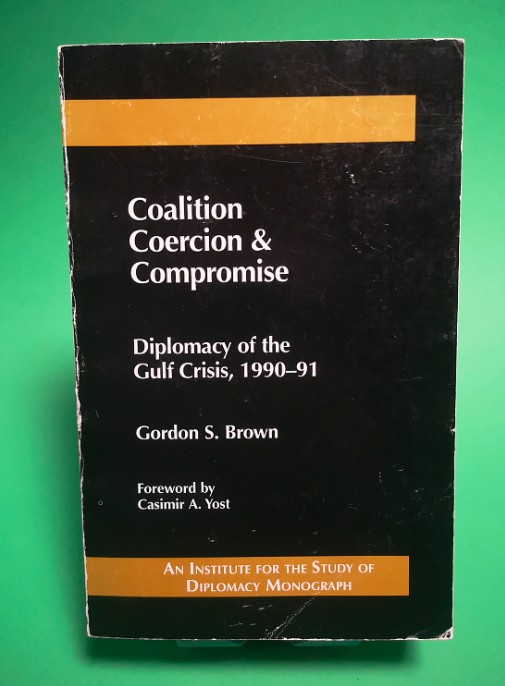 Coalition
Coercion &
Compromise
Diplomacy of the
Gulf Crisis, 1990–91
Gordon S. Brown
Foreword by
Casimir A. Yost
An Institute for the Study of
Diplomacy Monograph